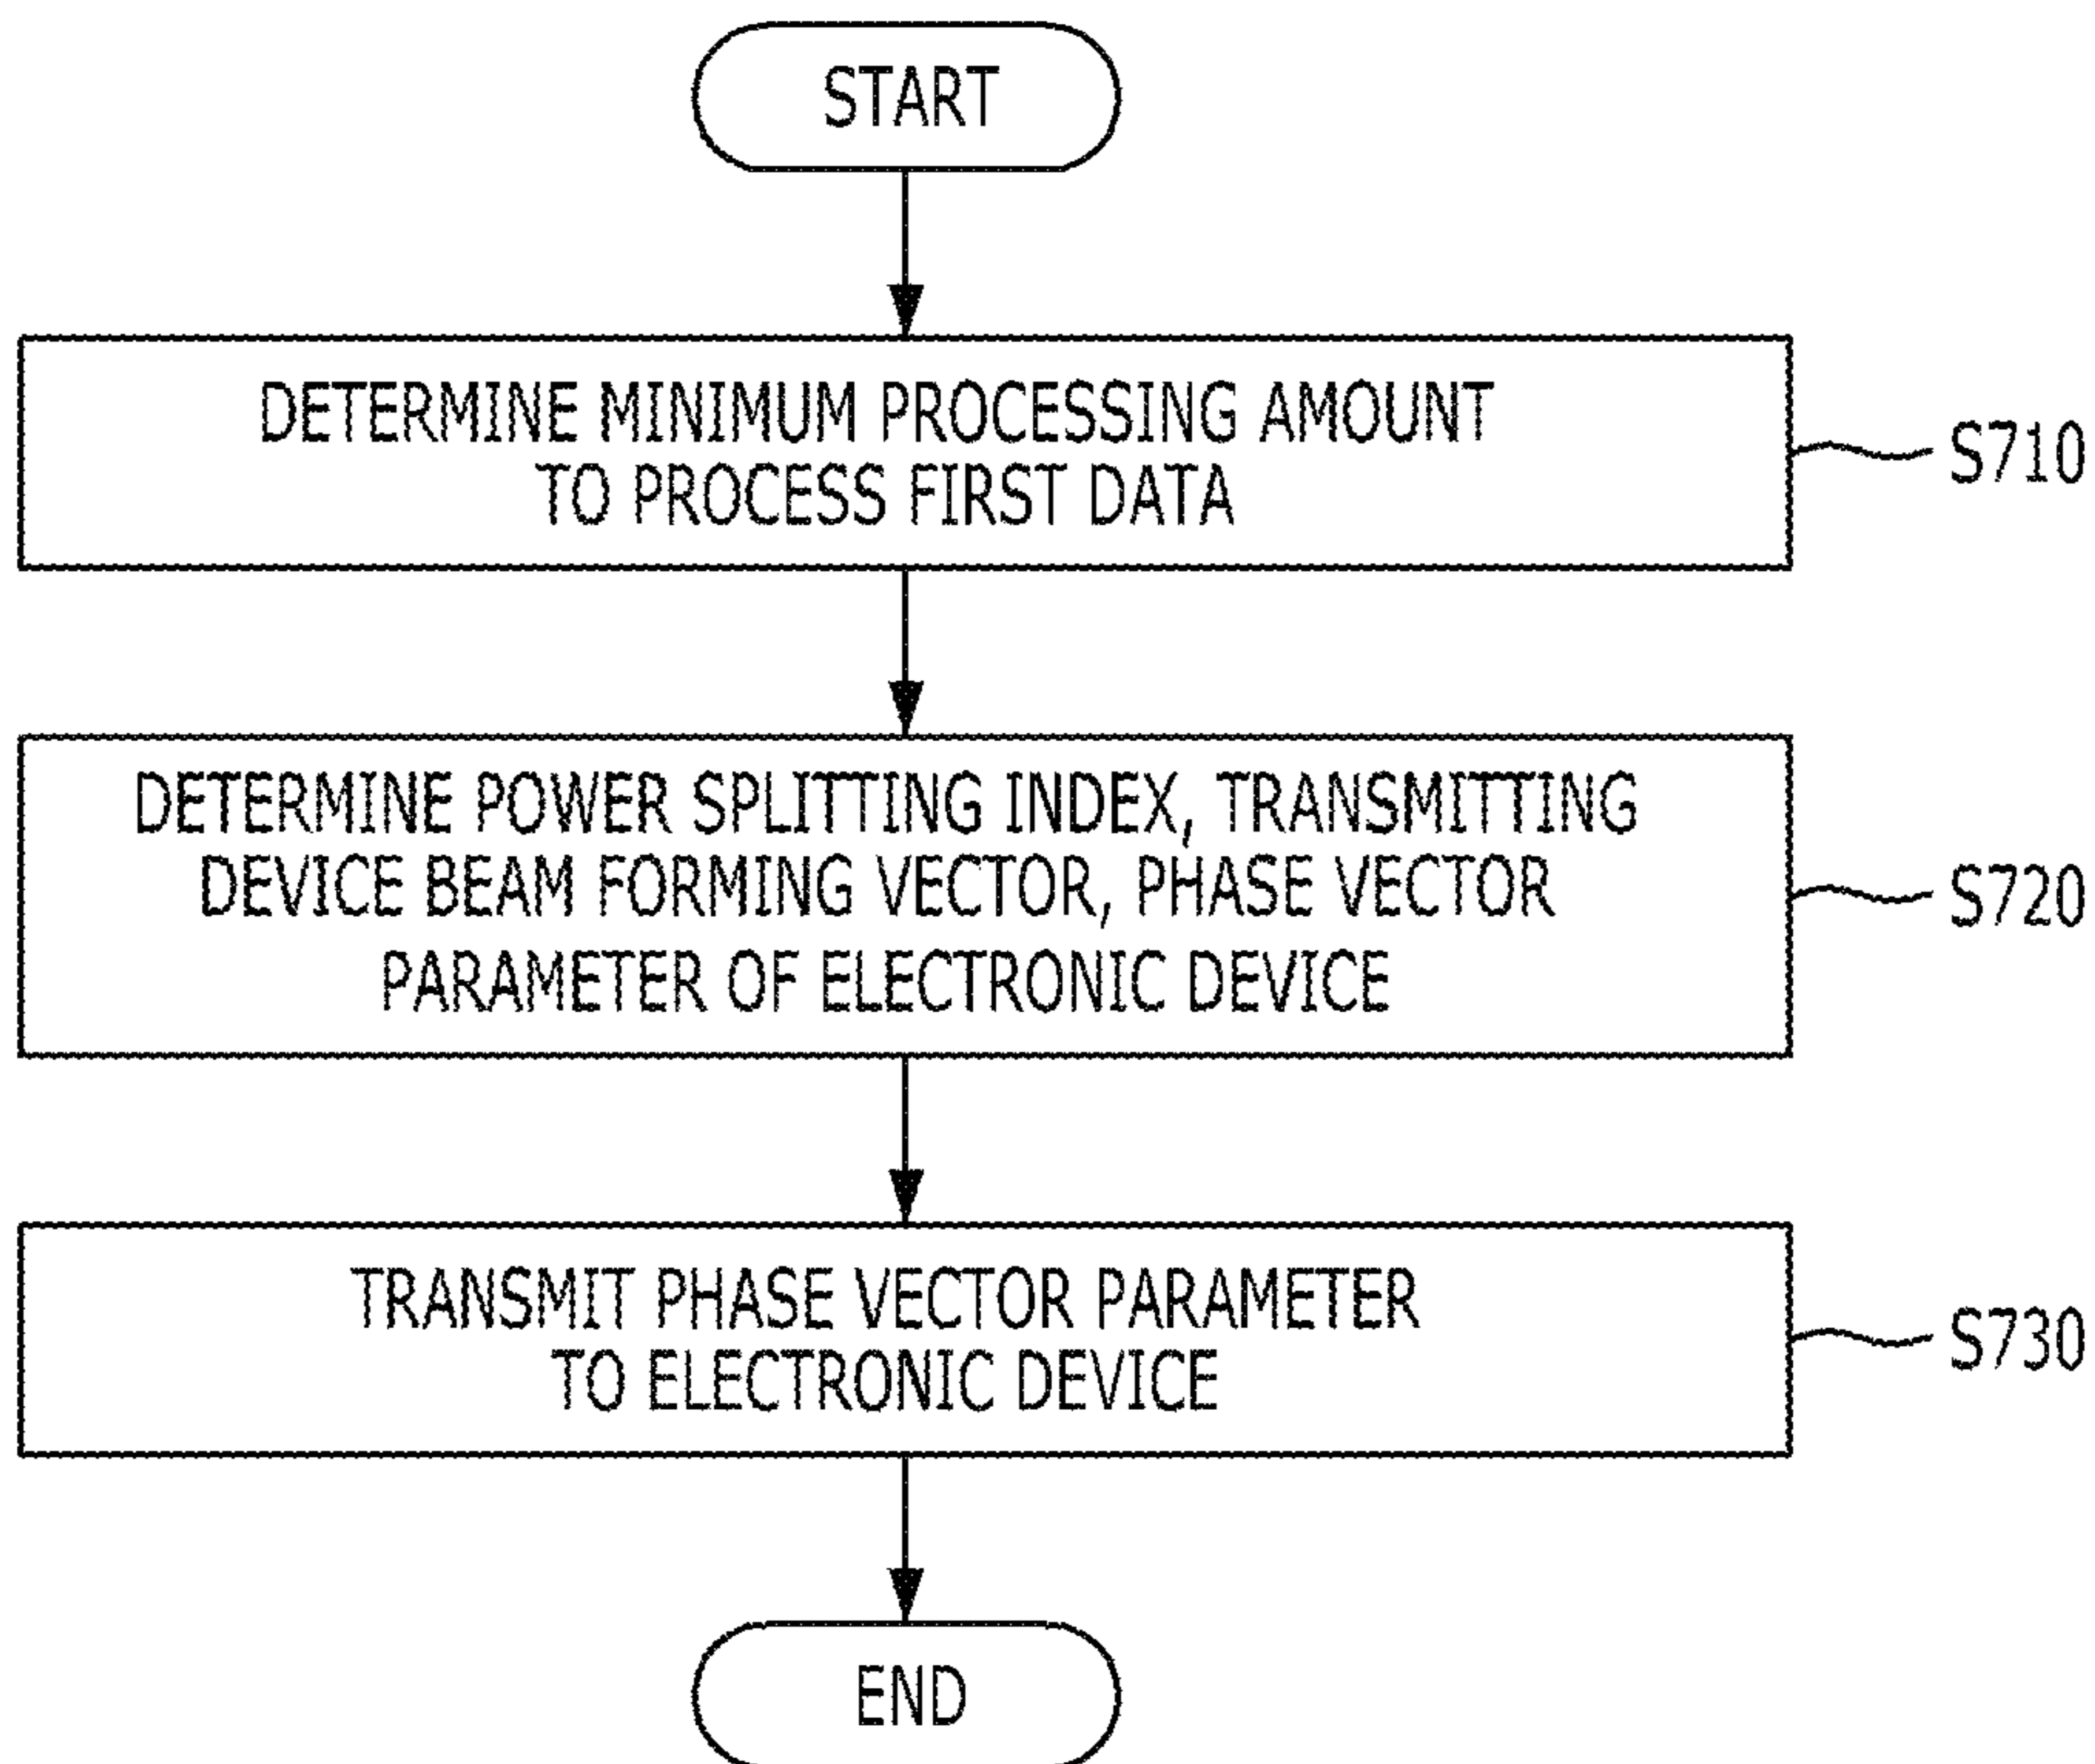 START
DETERMINE MINIMUM PROCESSING AMOUNT
TO PROCESS FIRST DATA
S710
DETERMINE POWER SPLITTING INDEX, TRANSMITTING
DEVICE BEAM FORMING VECTOR, PHASE VECTOR
PARAMETER OF ELECTRONIC DEVICE
S720
TRANSMIT PHASE VECTOR PARAMETER
TO ELECTRONIC DEVICE
S730
END